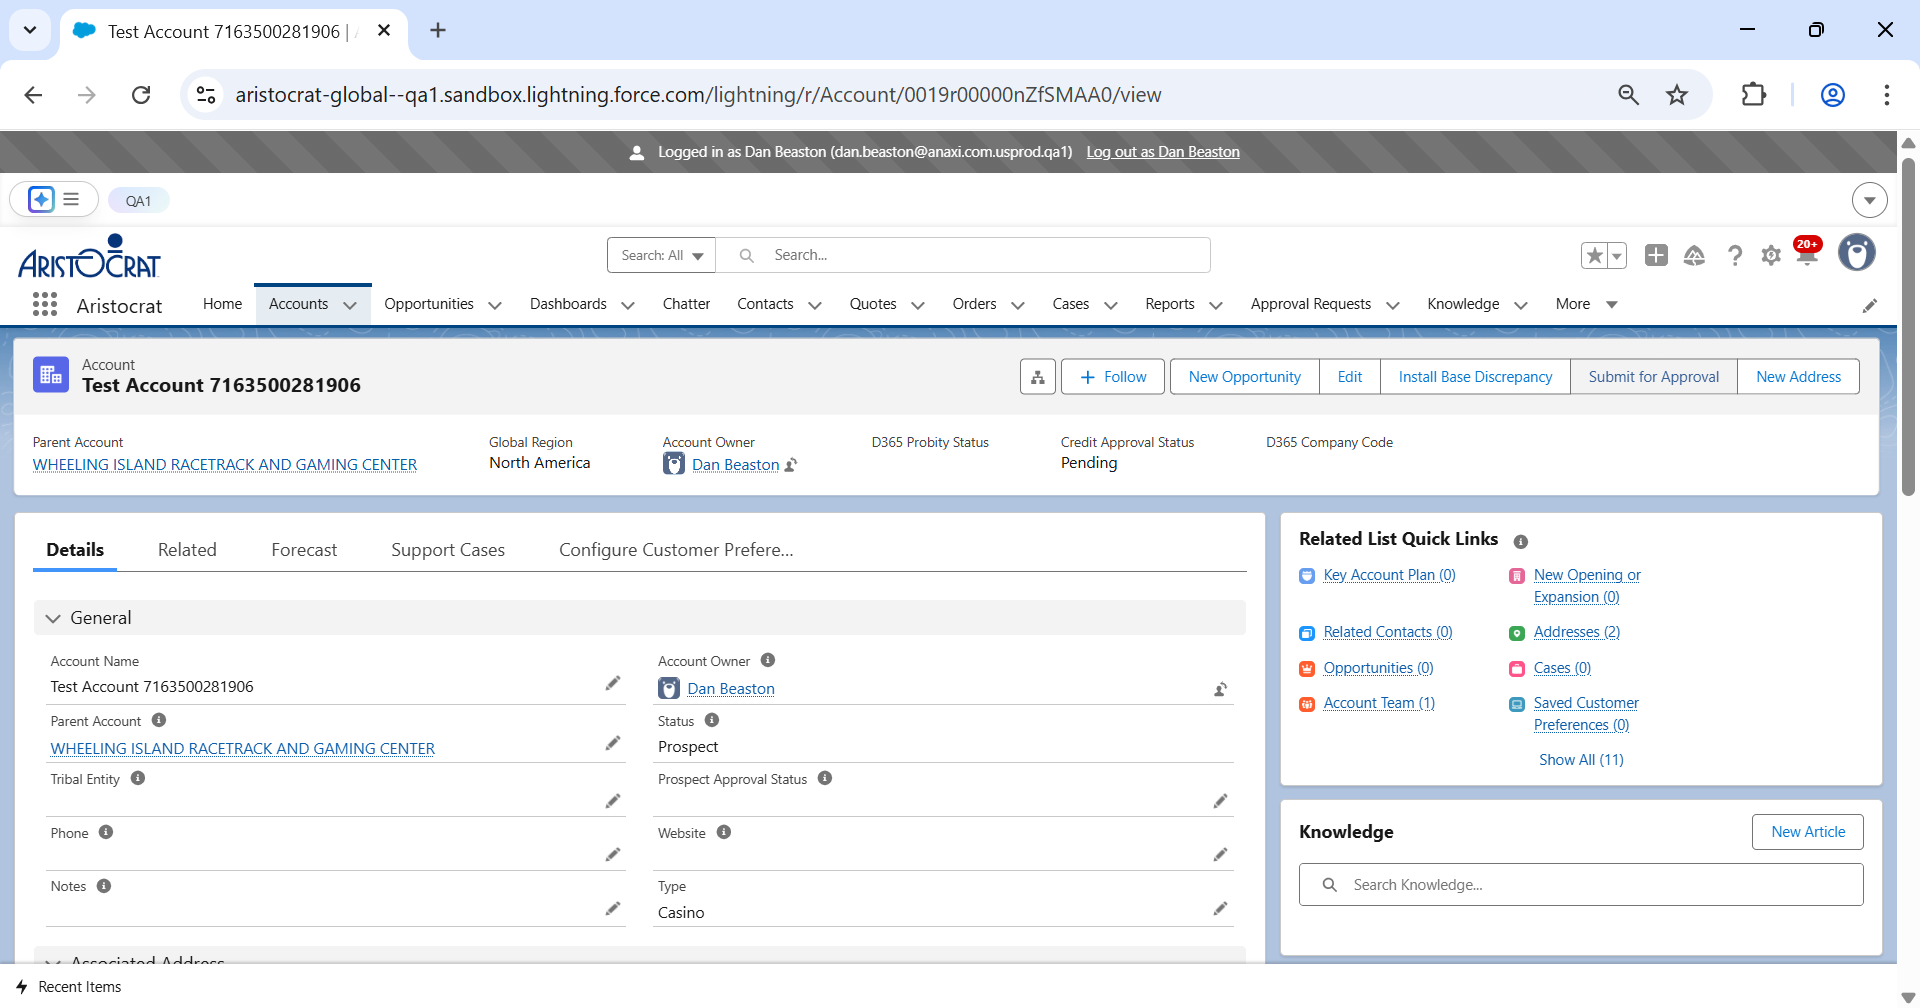 Test Account 7163500281906 |
aristocrat-global--qa1.sandbox.lightning.force.com/lightning/r/Account/0019r00000nZfSMAA0/view
Logged in as Dan Beaston (dan.beaston@anaxi.com.usprod.qa1) Log out as Dan Beaston
QA1
ARISTOCRAT
Search: All
Search...
20+
Aristocrat
Home
Accounts
Opportunities
Dashboards
Chatter
Contacts
Quotes
Orders
Cases
Reports
Approval Requests
Knowledge
More
Account
Test Account 7163500281906
Follow
New Opportunity
Edit
Install Base Discrepancy
Submit for Approval
New Address
Parent Account
WHEELING ISLAND RACETRACK AND GAMING CENTER
Global Region
North America
Account Owner
Dan Beaston
D365 Probity Status
Credit Approval Status
Pending
D365 Company Code
Details
Related
Forecast
Support Cases
Configure Customer Prefere...
General
Account Name
Test Account 7163500281906
Account Owner
Dan Beaston
Parent Account
WHEELING ISLAND RACETRACK AND GAMING CENTER
Status
Prospect
Tribal Entity
Prospect Approval Status
Phone
Website
Notes
Type
Casino
Associated Address
Related List Quick Links
Key Account Plan (0)
New Opening or
Expansion (0)
Related Contacts (0)
Addresses (2)
Opportunities (0)
Cases (0)
Account Team (1)
Saved Customer
Preferences (0)
Show All (11)
Knowledge
New Article
Search Knowledge...
Recent Items